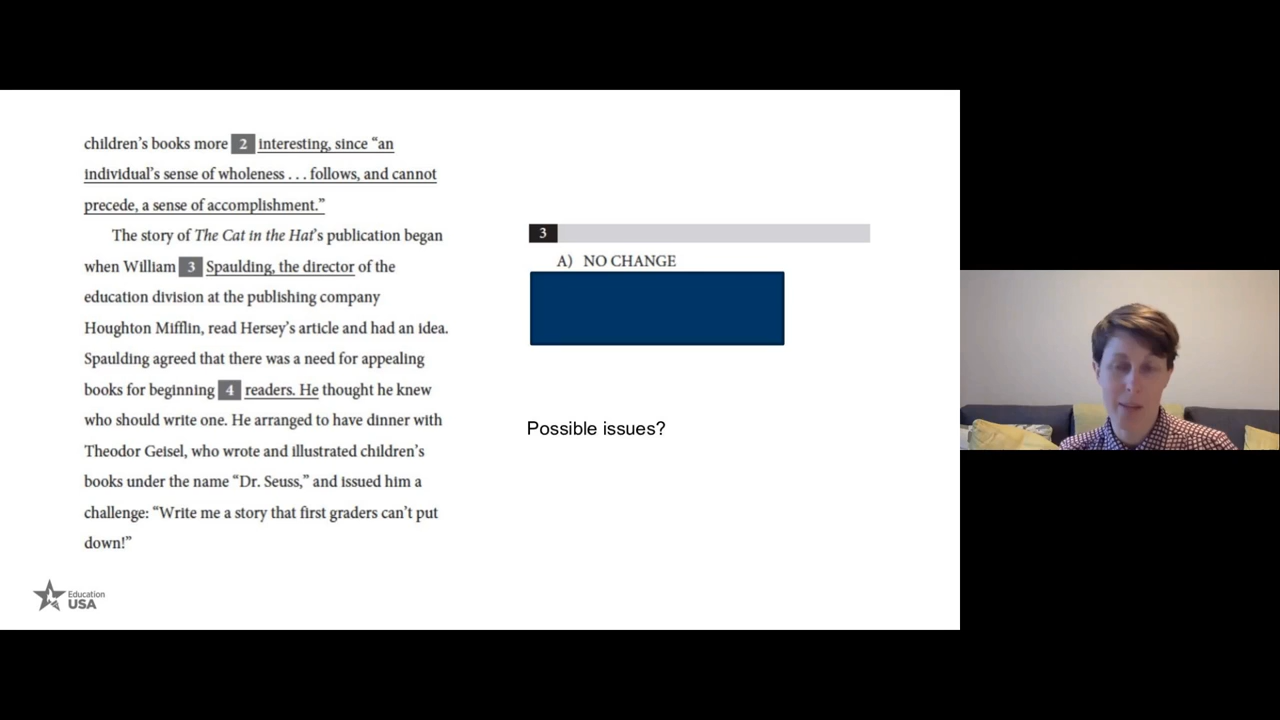 children’s books more 2 interesting, since “an
individual’s sense of wholeness . . . follows, and cannot
precede, a sense of accomplishment.”
The story of The Cat in the Hat’s publication began
when William 3 Spaulding, the director of the
education division at the publishing company
Houghton Mifflin, read Hersey’s article and had an idea.
Spaulding agreed that there was a need for appealing
books for beginning 4 readers. He thought he knew
who should write one. He arranged to have dinner with
Theodor Geisel, who wrote and illustrated children’s
books under the name “Dr. Seuss,” and issued him a
challenge: “Write me a story that first graders can’t put
down!”
3
A) NO CHANGE
Possible issues?
Education
USA